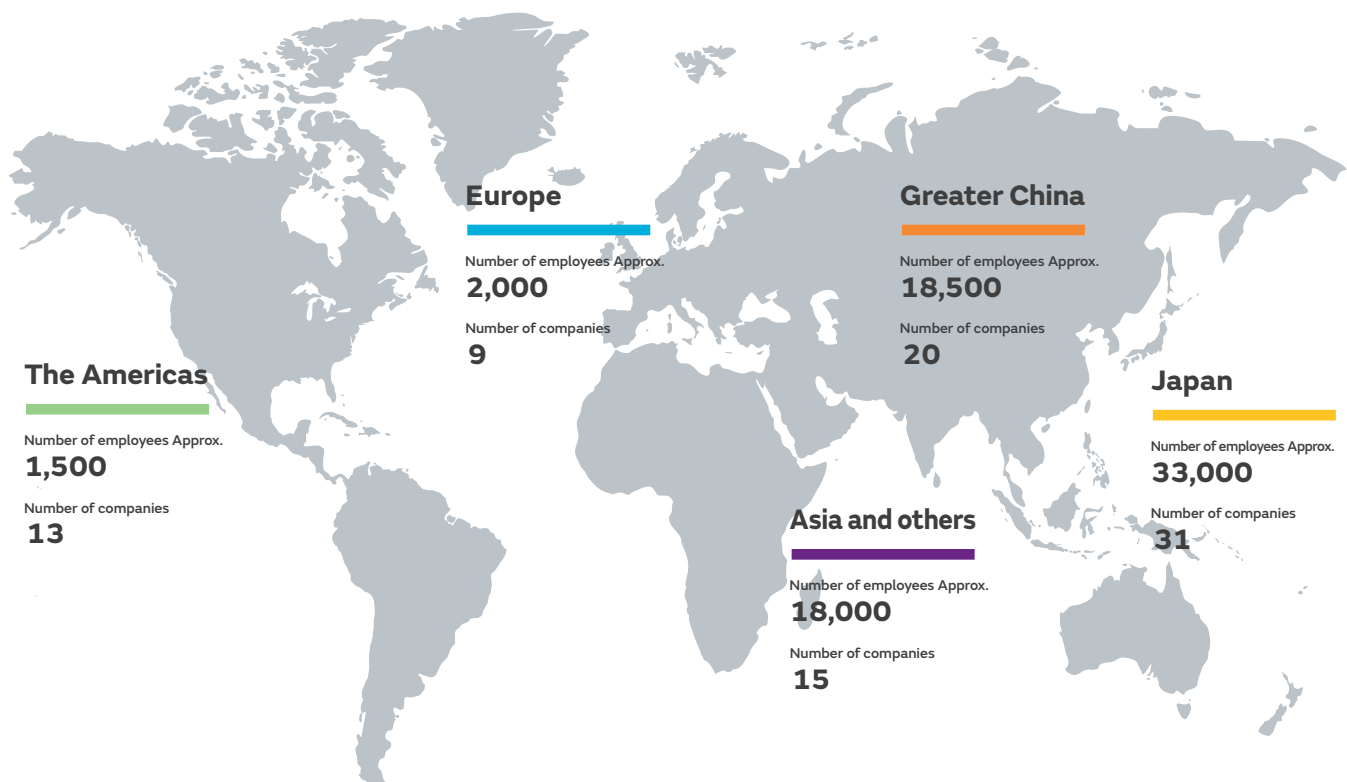 Europe
Number of employees Approx.
2,000
Number of companies
9
Greater China
Number of employees Approx.
18,500
Number of companies
20
The Americas
Number of employees Approx.
1,500
Number of companies
13
Japan
Number of employees Approx.
33,000
Number of companies
31
Asia and others
Number of employees Approx.
18,000
Number of companies
15